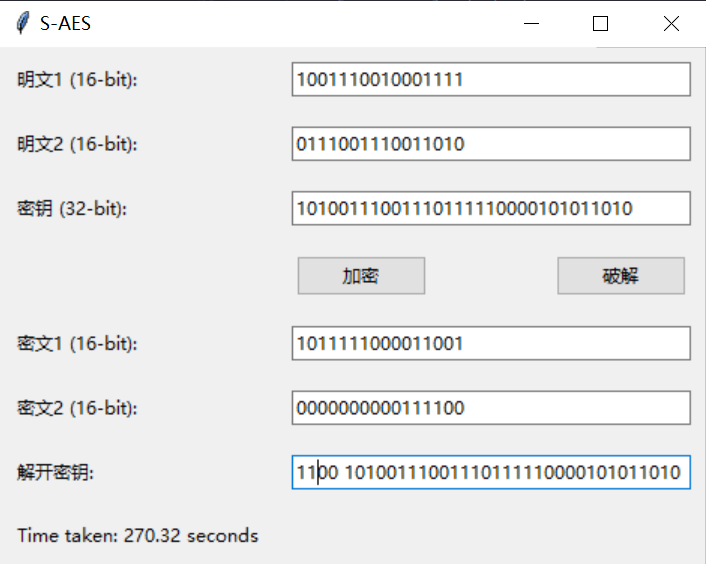 S-AES
明文1 (16-bit): 1001110010001111
明文2 (16-bit): 0111001110011010
密钥 (32-bit): 10100111001110111110000101011010
加密 破解
密文1 (16-bit): 1011111000011001
密文2 (16-bit): 0000000000111100
解开密钥: 1100 10100111001110111110000101011010
Time taken: 270.32 seconds